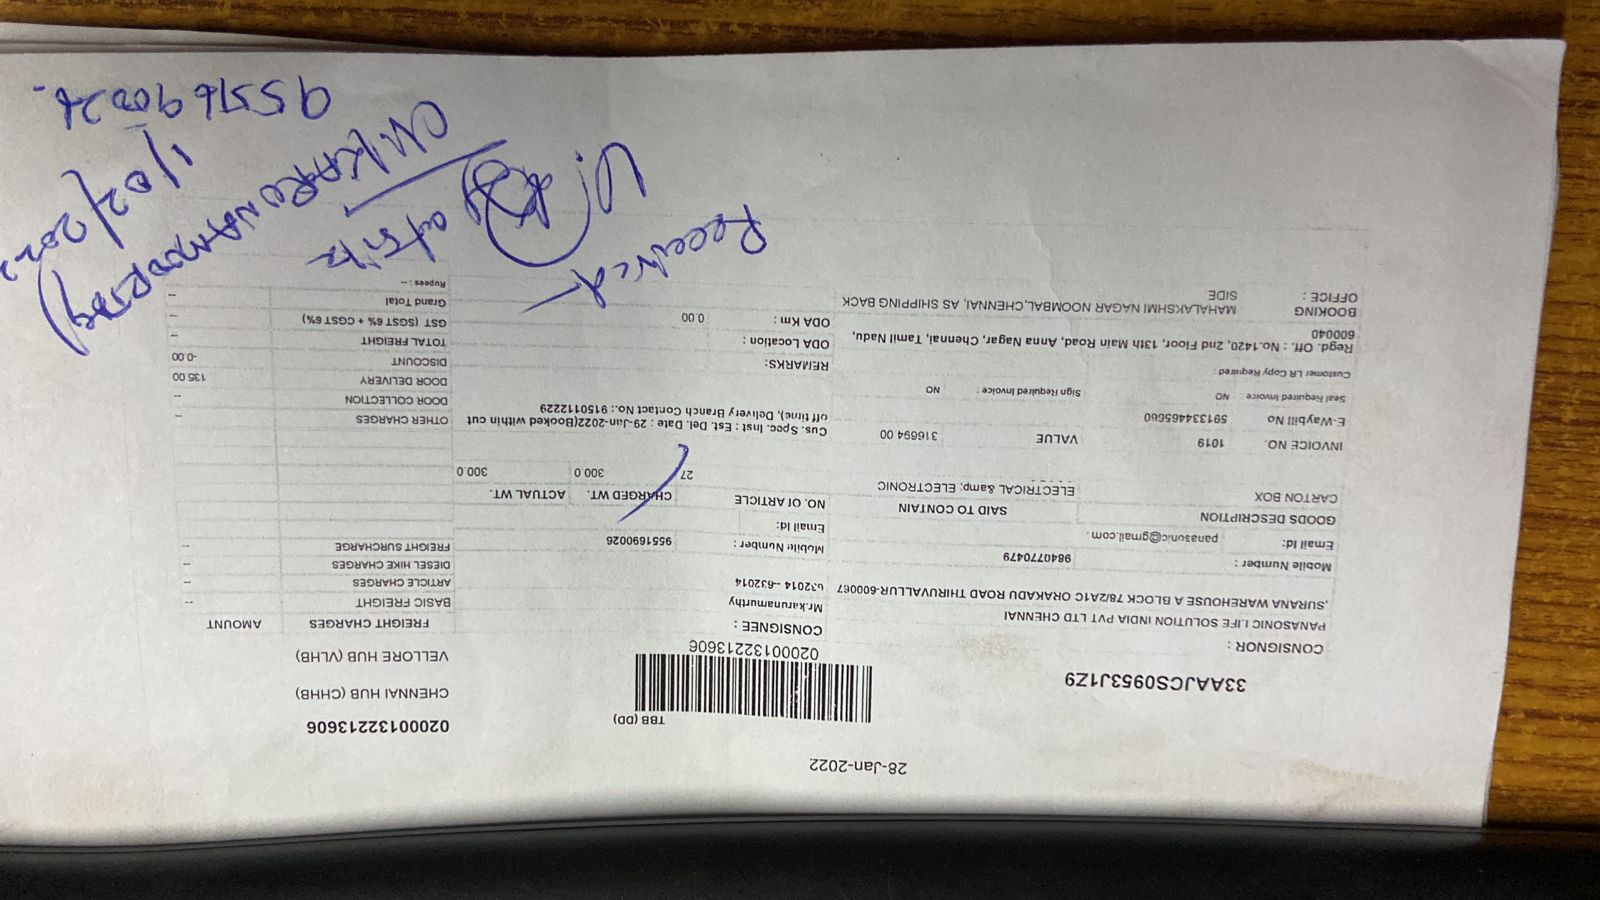 28-Jan-2022
33AAJCS0953J1Z9
TBB (DD)
02000132213606
02000132213606
CHENNAI HUB (CHHB)
VELLORE HUB (VLHB)
CONSIGNOR :
PANASONIC LIFE SOLUTION INDIA PVT LTD CHENNAI
,SURANA WAREHOUSE A BLOCK 78/2A/2A1C ORAKADU ROAD THIRUVALLUR-600067
Mobile Number : 9840770479
Email Id: panasonic@gmail.com
CONSIGNEE :
Mr.karunamurthy
632014 -632014
Mobile Number : 9551690026
Email Id:
GOODS DESCRIPTION SAID TO CONTAIN
CARTON BOX ELECTRICAL &amp; ELECTRONIC
NO. Of ARTICLE CHARGED WT. ACTUAL WT.
27 300.0 300.0
INVOICE NO. 1019 VALUE 316694.00
E-Waybill No 591334465660
Seal Required Invoice NO Sign Required Invoice : NO
Customer LR Copy Required :
Cus. Spec. Inst : Est. Del. Date : 29-Jan-2022(Booked within cut
off time), Delivery Branch Contact No.: 9150112229
REMARKS:
ODA Location :
ODA Km : 0.00
Regd. Off. : No.1420, 2nd Floor, 13th Main Road, Anna Nagar, Chennai, Tamil Nadu,
600040
BOOKING OFFICE : MAHALAKSHMI NAGAR NOOMBAL,CHENNAI, AS SHIPPING BACK
SIDE
FREIGHT CHARGES AMOUNT
BASIC FREIGHT --
ARTICLE CHARGES --
DIESEL HIKE CHARGES --
FREIGHT SURCHARGE --
OTHER CHARGES --
DOOR COLLECTION --
DOOR DELIVERY 135.00
DISCOUNT -0.00
TOTAL FREIGHT --
GST (SGST 6% + CGST 6%) --
Grand Total --
Rupees : --
Received
1/02/2022